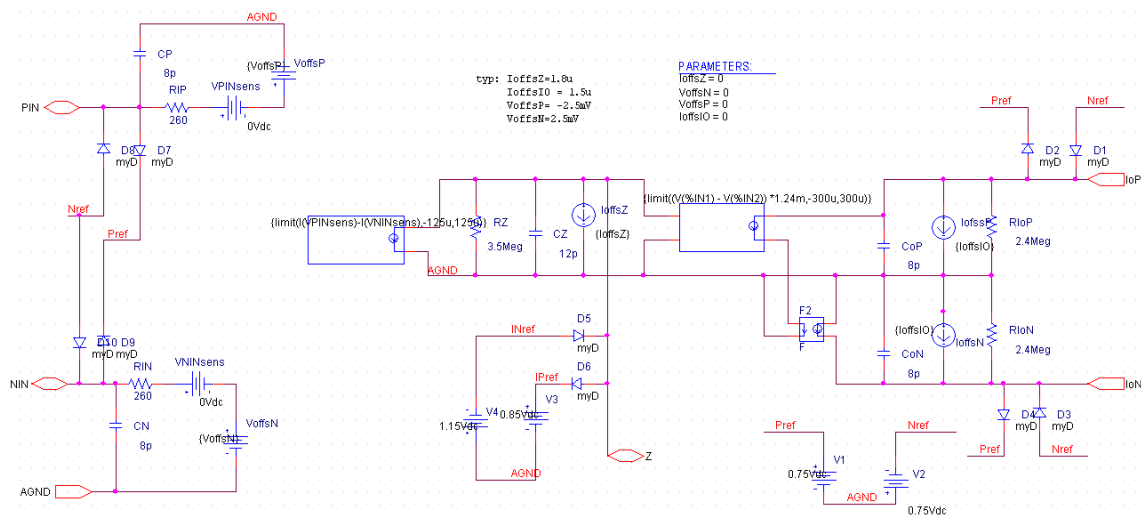 AGND
CP
8p
{VoffsP}
VoffsP
PIN
RIP
260
VPINsens
0Vdc
typ: IoffsZ=1.8u
IoffsIO = 1.5u
VoffsP= -2.5mV
VoffsN=2.5mV
PARAMETERS:
IoffsZ = 0
VoffsN = 0
VoffsP = 0
IoffsIO = 0
Pref
Nref
D8
myD
D7
myD
D2
myD
D1
myD
IoP
Nref
Pref
{limit(I(VPINsens)-I(VNINsens),-125u,125u)}
RZ
3.5Meg
CZ
12p
IoffsZ
{IoffsZ}
{limit(V(%IN1) - V(%IN2)) *1.24m,-300u,300u)}
AGND
CoP
8p
IofssP
{IoffsIO}
RIoP
2.4Meg
F2
F
CoN
8p
{IoffsIO}
IoffsN
RIoN
2.4Meg
INref
D5
myD
IPref
D6
myD
V4
1.15Vdc
0.85Vdc
V3
AGND
Z
D10
myD
D9
myD
NIN
RIN
260
VNINsens
0Vdc
CN
8p
{VoffsN}
VoffsN
AGND
IoN
D4
myD
D3
myD
Pref
Nref
Pref
Nref
V1
0.75Vdc
V2
0.75Vdc
AGND